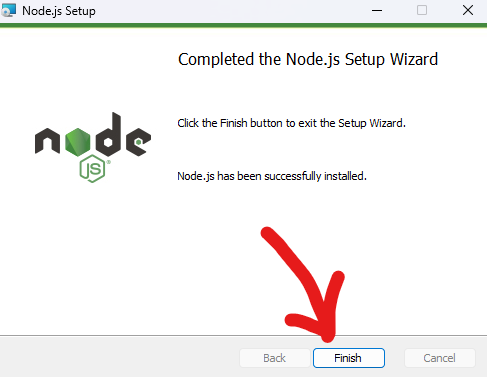 Node.js Setup
Completed the Node.js Setup Wizard
Click the Finish button to exit the Setup Wizard.
node
JS
Node.js has been successfully installed.
Back
Finish
Cancel